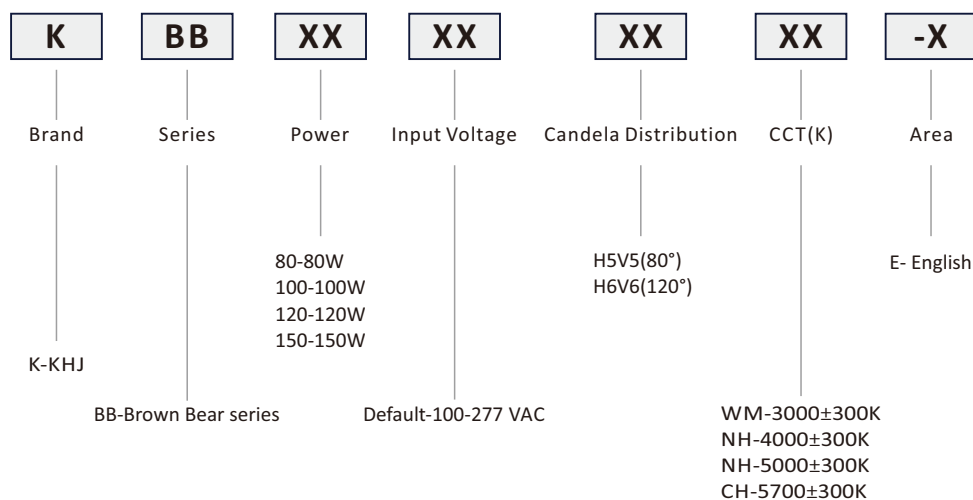 K BB XX XX XX XX -X
Brand Series Power Input Voltage Candela Distribution CCT(K) Area
80-80W H5V5(80°) E- English
100-100W H6V6(120°)
120-120W
150-150W
K-KHJ
BB-Brown Bear series Default-100-277 VAC WM-3000±300K
NH-4000±300K
NH-5000±300K
CH-5700±300K